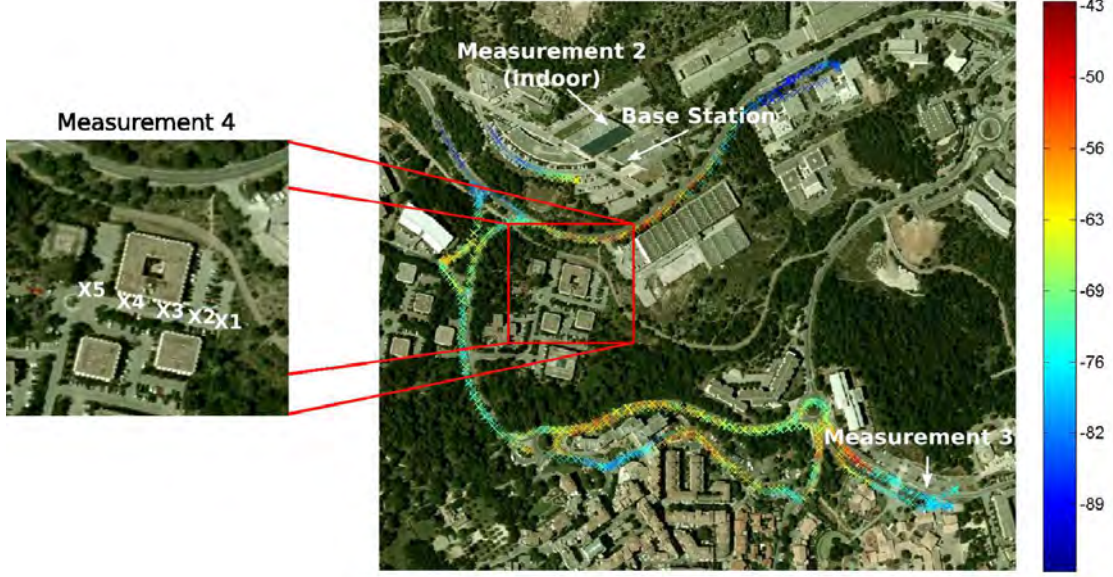 Measurement 4
X5
X4
X3
X2
X1
Measurement 2
(indoor)
Base Station
Measurement 3
-43
-50
-56
-63
-69
-76
-82
-89